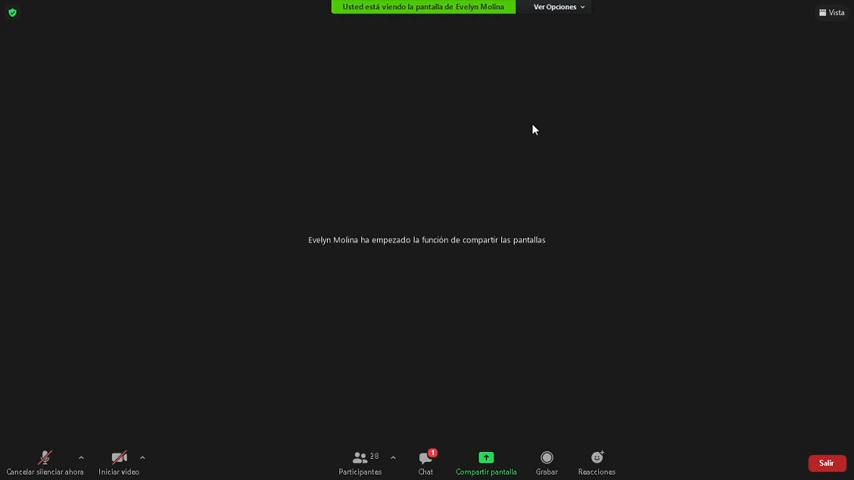 Usted está viendo la pantalla de Evelyn Molina
Ver Opciones
Vista
Evelyn Molina ha empezado la función de compartir las pantallas
28
1
Cancelar silenciar ahora
Iniciar video
Participantes
Chat
Compartir pantalla
Grabar
Reacciones
Salir